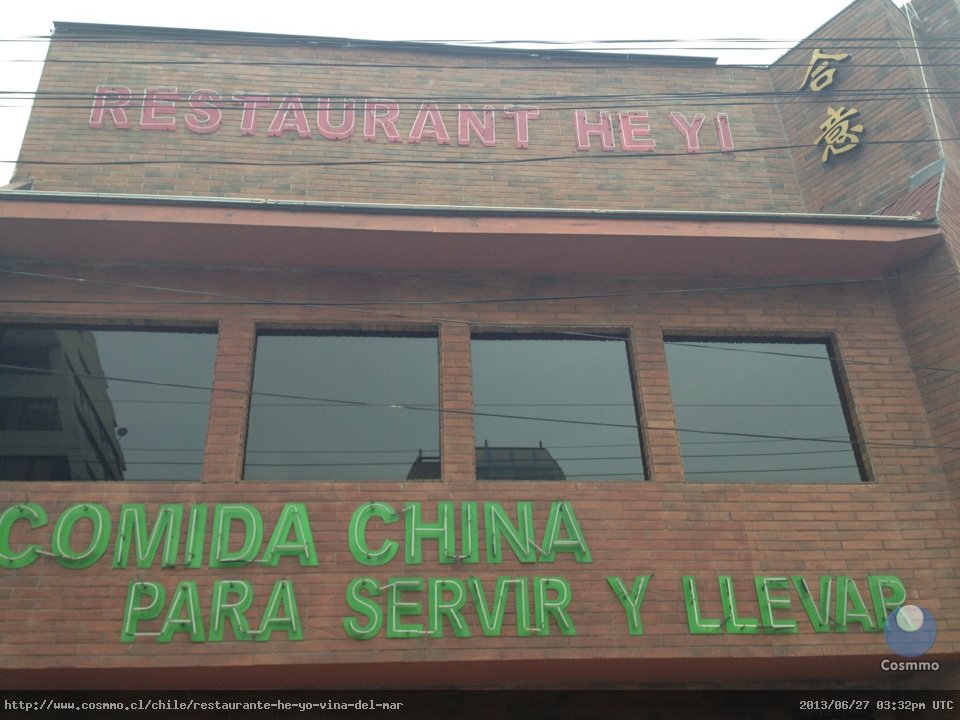 RESTAURANT HE YI
合意
COMIDA CHINA
PARA SERVIR Y LLEVAR
Cosmmo
http://www.cosmmo.cl/chile/restaurante-he-yo-vina-del-mar
2013/06/27 03:32pm UTC